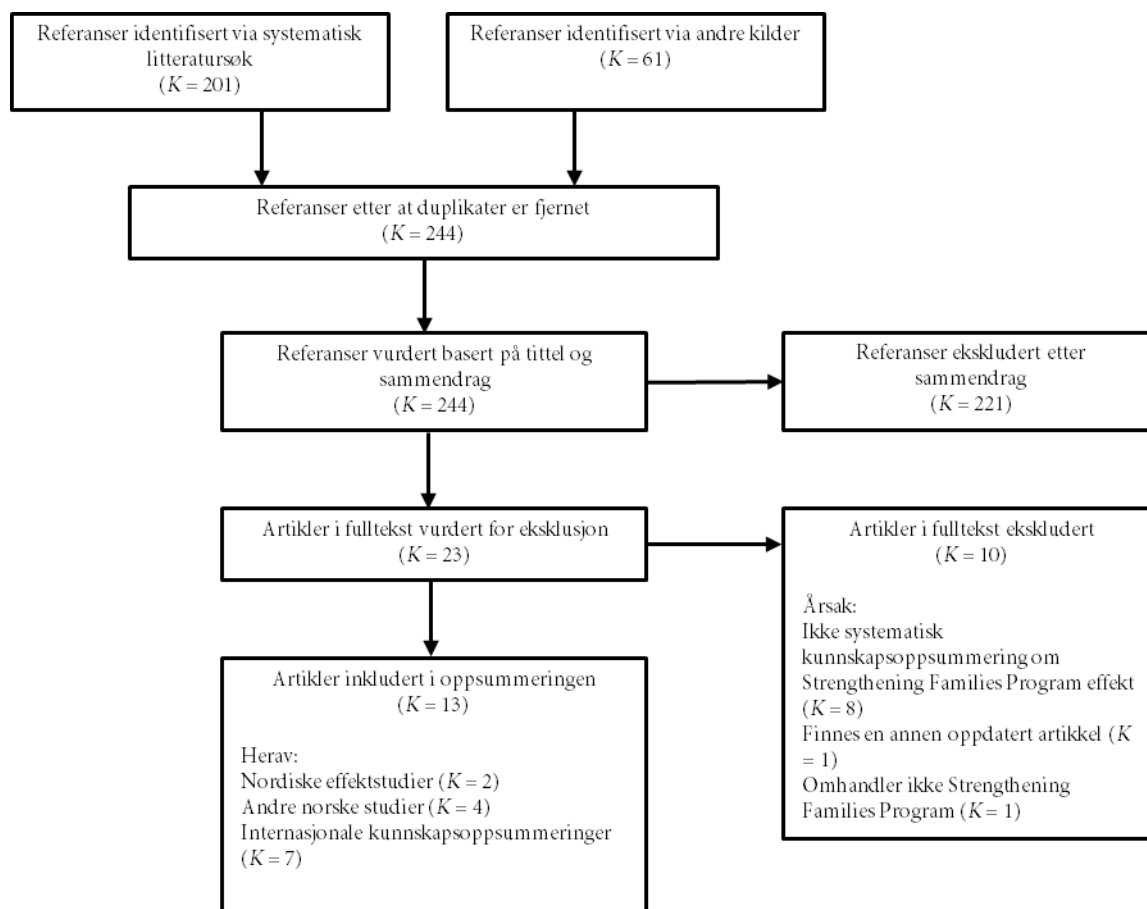 Referanser identifisert via systematisk
litteratursøk
(K = 201)
Referanser identifisert via andre kilder
(K = 61)
Referanser etter at duplikater er fjernet
(K = 244)
Referanser vurdert basert på tittel og
sammendrag
(K = 244)
Referanser ekskludert etter
sammendrag
(K = 221)
Artikler i fulltekst vurdert for eksklusjon
(K = 23)
Artikler i fulltekst ekskludert
(K = 10)
Årsak:
Ikke systematisk
kunnskapsoppsummering om
Strengthening Families Program effekt
(K = 8)
Finnes en annen oppdatert artikkel (K
= 1)
Omhandler ikke Strengthening
Families Program (K = 1)
Artikler inkludert i oppsummeringen
(K = 13)
Herav:
Nordiske effektstudier (K = 2)
Andre norske studier (K = 4)
Internasjonale kunnskapsoppsummeringer
(K = 7)